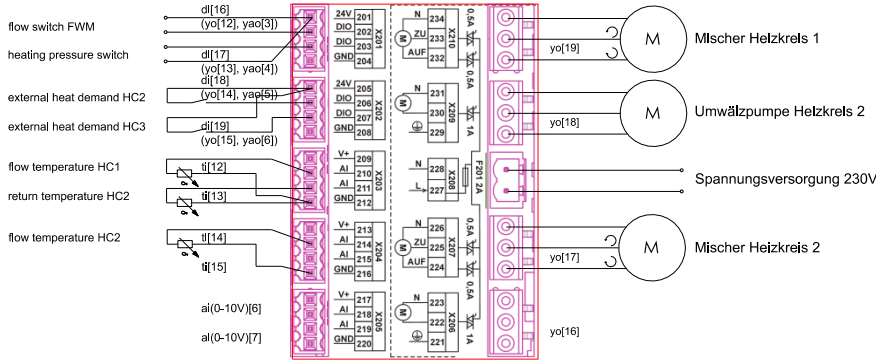 dI[16]
flow switch FWM
(yo[12], yao[3])
heating pressure switch
dI[17]
(yo[13], yao[4])
di[18]
(yo[14], yao[5])
external heat demand HC2
external heat demand HC3
di[19]
(yo[15], yao[6])
flow temperature HC1
ti[12]
return temperature HC2
ti[13]
flow temperature HC2
tI[14]
ti[15]
ai(0-10V)[6]
aI(0-10V)[7]
24V 201
DIO 202
DIO 203
GND 204
X201
24V 205
DIO 206
DIO 207
GND 208
X202
V+ 209
AI 210
AI 211
GND 212
X203
V+ 213
AI 214
AI 215
GND 216
X204
V+ 217
AI 218
AI 219
GND 220
X205
N 234
ZU 233
AUF 232
M
X210
0,5A
0,5A
N 231
230
229
M
X209
1A
N 228
L 227
X208
F201 2A
N 226
ZU 225
AUF 224
M
X207
0,5A
0,5A
N 223
222
221
M
X206
1A
yo[19]
M
MIscher HeIzkreis 1
yo[18]
M
Umwälzpumpe HeIzkreis 2
Spannungsversorgung 230V
yo[17]
M
Mischer HeIzkreis 2
yo[16]